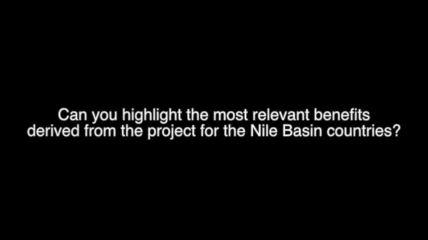 Can you highlight the most relevant benefits
derived from the project for the Nile Basin countries?